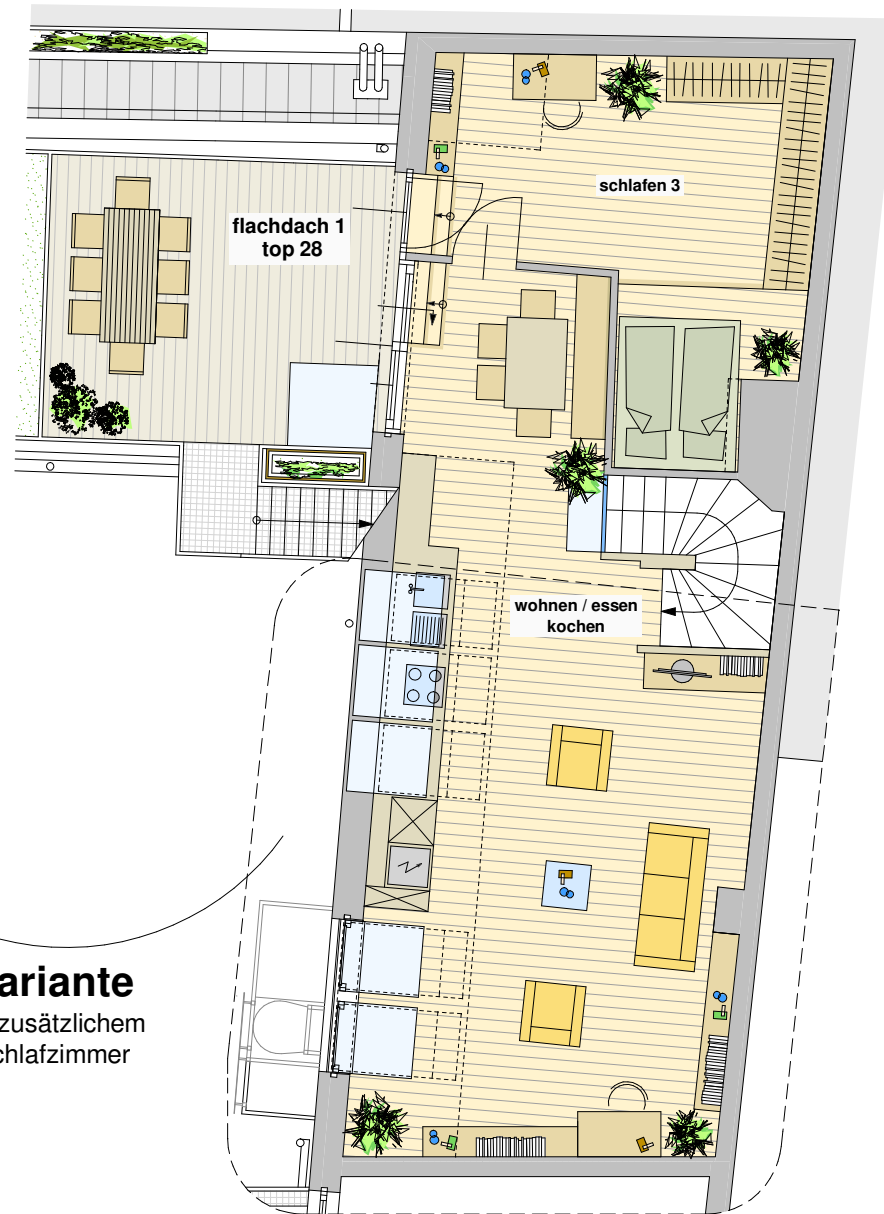 schlafen 3
flachdach 1
top 28
wohnen / essen
kochen
ariante
zusätzlichem
chlafzimmer